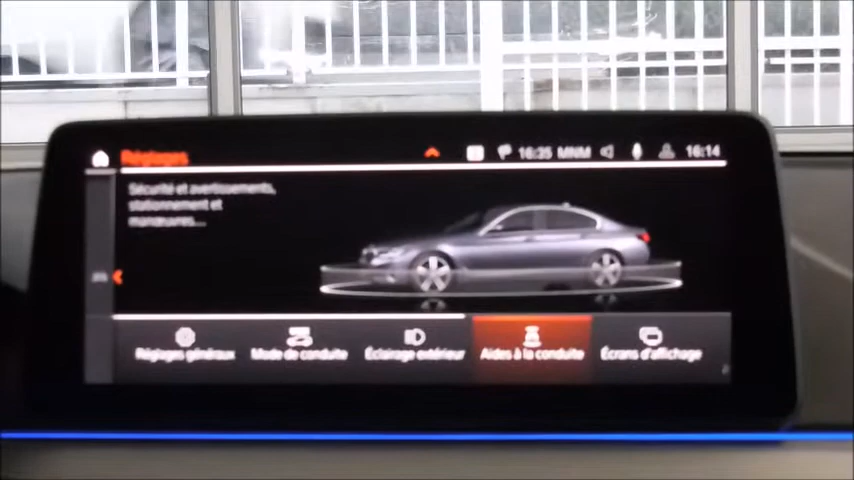 Réglages
16:35 MNM
16:14
Sécurité et avertissements,
stationnement et
manœuvres...
Réglages généraux
Mode de conduite
Éclairage extérieur
Aides à la conduite
Écrans d'affichage